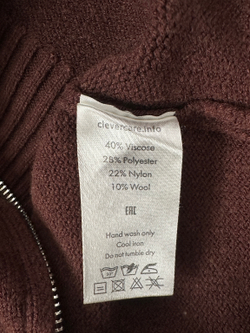 clevercare.info
40% Viscose
28% Polyester
22% Nylon
10% Wool
EAC
Hand wash only
Cool iron
Do not tumble dry